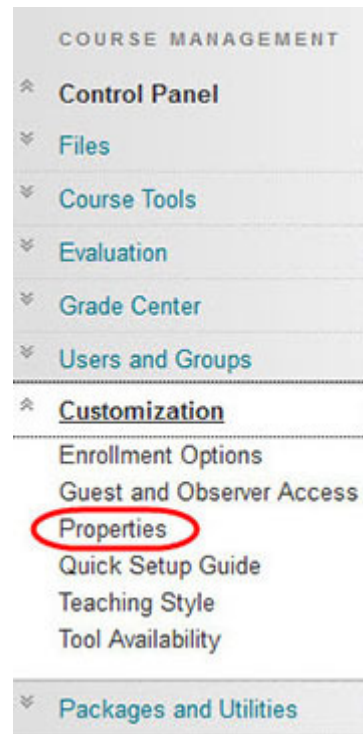 COURSE MANAGEMENT
Control Panel
Files
Course Tools
Evaluation
Grade Center
Users and Groups
Customization
Enrollment Options
Guest and Observer Access
Properties
Quick Setup Guide
Teaching Style
Tool Availability
Packages and Utilities